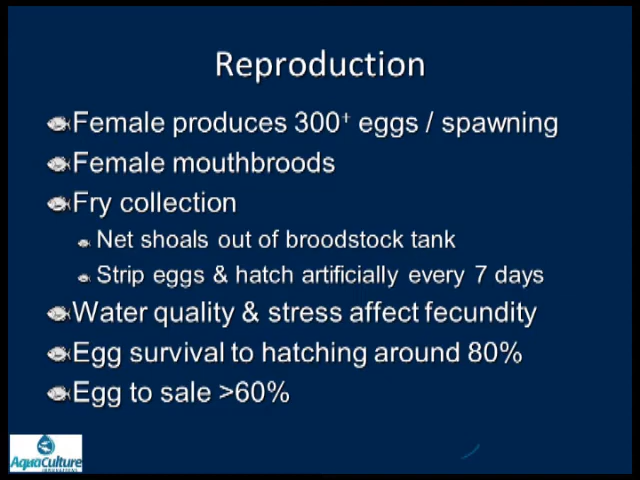 Reproduction
Female produces 300+ eggs / spawning
Female mouthbroods
Fry collection
Net shoals out of broodstock tank
Strip eggs & hatch artificially every 7 days
Water quality & stress affect fecundity
Egg survival to hatching around 80%
Egg to sale >60%
AquaCulture